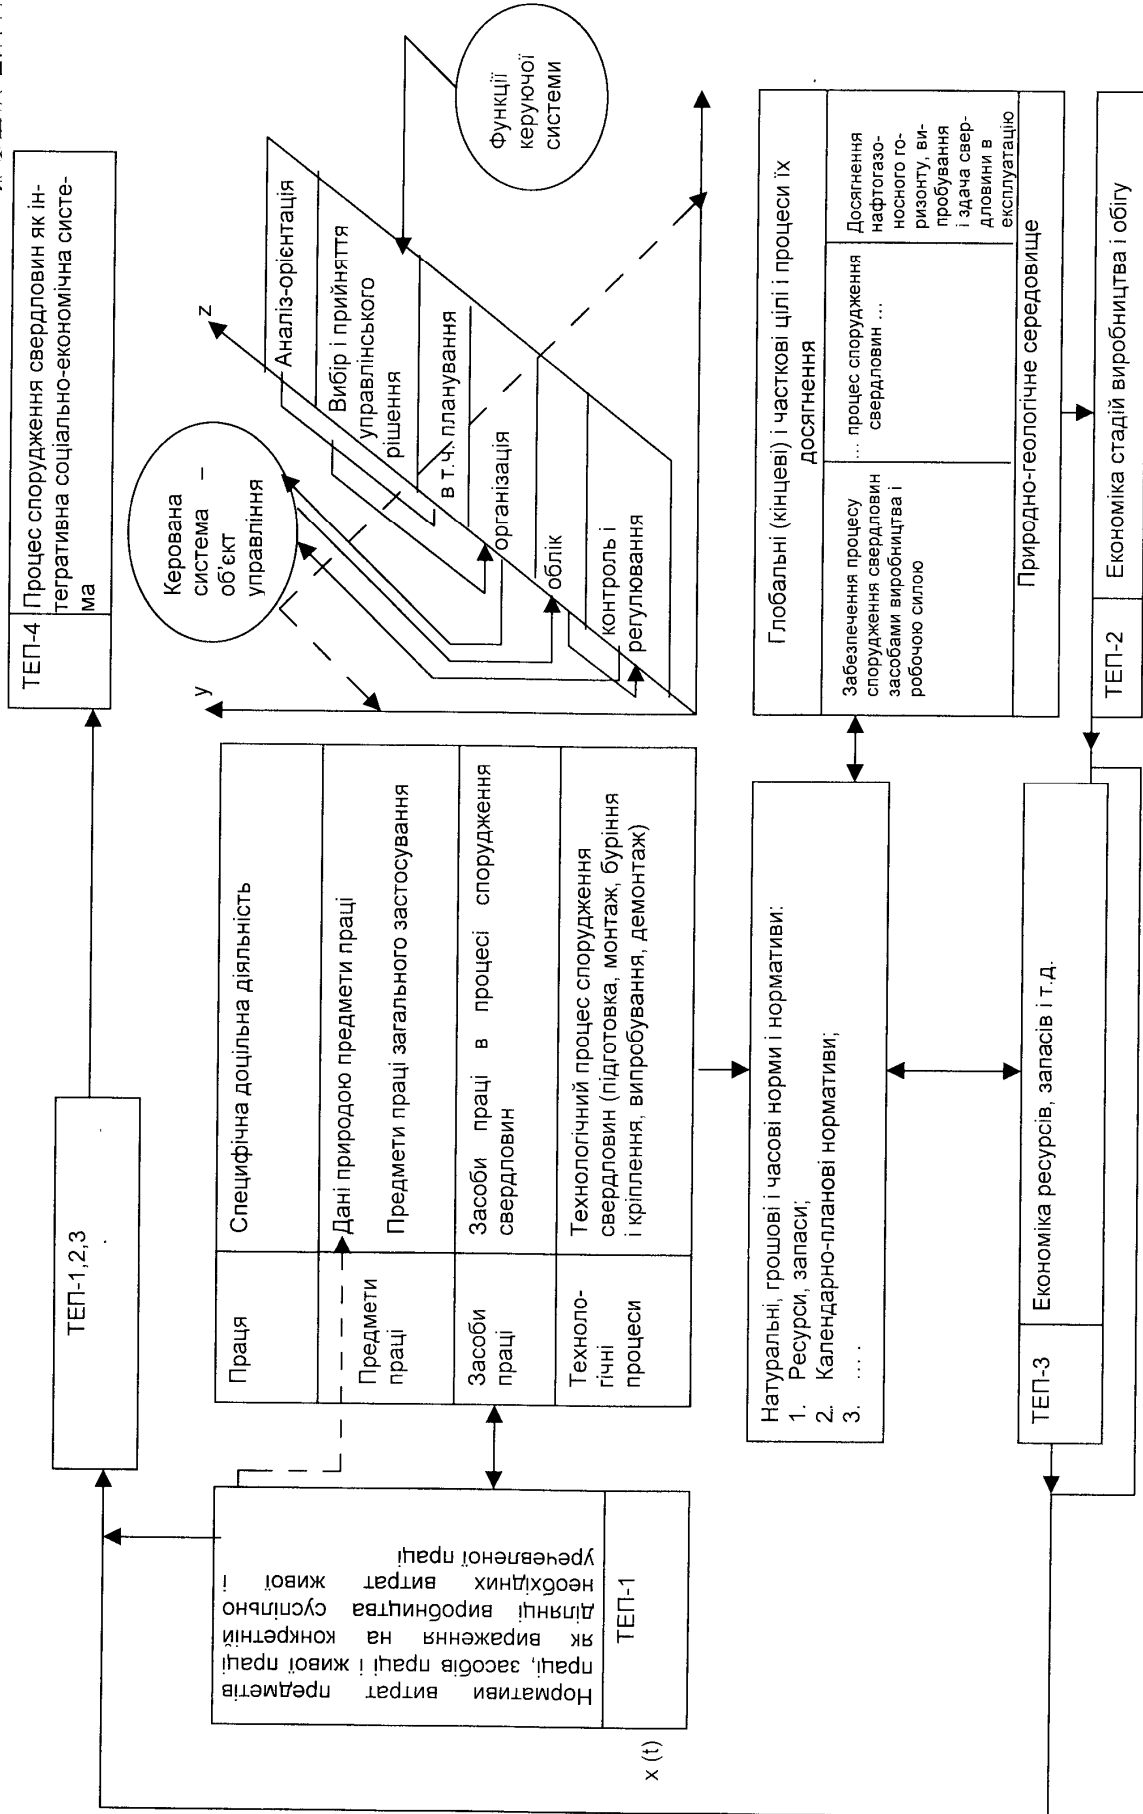 ТЕП-1,2,3
ТЕП-4
Процес спорудження свердловин як ін-
тегративна соціально-економічна систе-
ма
Нормативи витрат предметів
праці, засобів праці і живої праці
як вираження на конкретній
ділянці виробництва суспільно
необхідних витрат живої і
уречевленої праці
ТЕП-1
x (t)
Праця
Специфічна доцільна діяльність
Предмети
праці
Дані природою предмети праці
Предмети праці загального застосування
Засоби
праці
Засоби праці в процесі спорудження
свердловин
Техноло-
гічні
процеси
Технологічний процес спорудження
свердловин (підготовка, монтаж, буріння
і кріплення, випробування, демонтаж)
y
z
Керована
система –
об'єкт
управління
Функції
керуючої
системи
Аналіз-орієнтація
Вибір і прийняття
управлінського
рішення
в т.ч. планування
організація
облік
контроль і
регулювання
Натуральні, грошові і часові норми і нормативи:
1. Ресурси, запаси;
2. Календарно-планові нормативи;
3. ... .
Глобальні (кінцеві) і часткові цілі і процеси їх
досягнення
Забезпечення процесу
спорудження свердловин
засобами виробництва і
робочою силою
... процес спорудження
свердловин ...
Досягнення
нафтогазо-
носного го-
ризонту, ви-
пробування
і здача свер-
дловини в
експлуатацію
Природно-геологічне середовище
ТЕП-3
Економіка ресурсів, запасів і т.д.
ТЕП-2
Економіка стадій виробництва і обігу